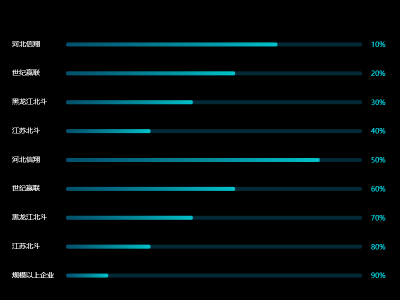 河北信翔 10%
世纪赢联 20%
黑龙江北斗 30%
江苏北斗 40%
河北信翔 50%
世纪赢联 60%
黑龙江北斗 70%
江苏北斗 80%
规模以上企业 90%